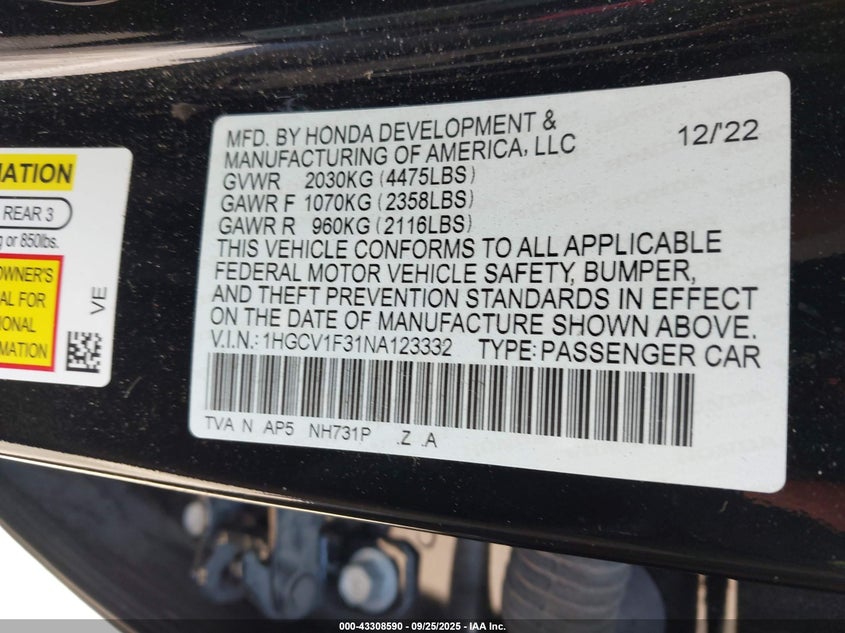 MATION
REAR 3
g or 850lbs.
OWNER'S
AL FOR
IONAL
RMATION
VE
MFD. BY HONDA DEVELOPMENT &
MANUFACTURING OF AMERICA, LLC 12/'22
GVWR 2030KG (4475LBS)
GAWR F 1070KG (2358LBS)
GAWR R 960KG (2116LBS)
THIS VEHICLE CONFORMS TO ALL APPLICABLE
FEDERAL MOTOR VEHICLE SAFETY, BUMPER,
AND THEFT PREVENTION STANDARDS IN EFFECT
ON THE DATE OF MANUFACTURE SHOWN ABOVE.
V.I.N.: 1HGCV1F31NA123332 TYPE: PASSENGER CAR
TVA N AP5 NH731P .Z .A
000-43308590 - 09/25/2025 - IAA Inc.